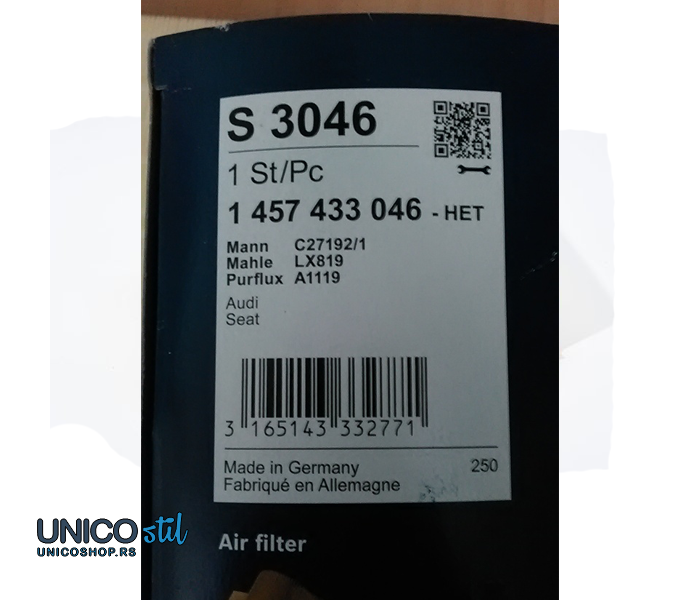 S 3046
1 St/Pc
1 457 433 046 - HET
Mann C27192/1
Mahle LX819
Purflux A1119
Audi
Seat
3 165143 332771
Made in Germany 250
Fabriqué en Allemagne
Air filter
UNICO stil
UNICOSHOP.RS